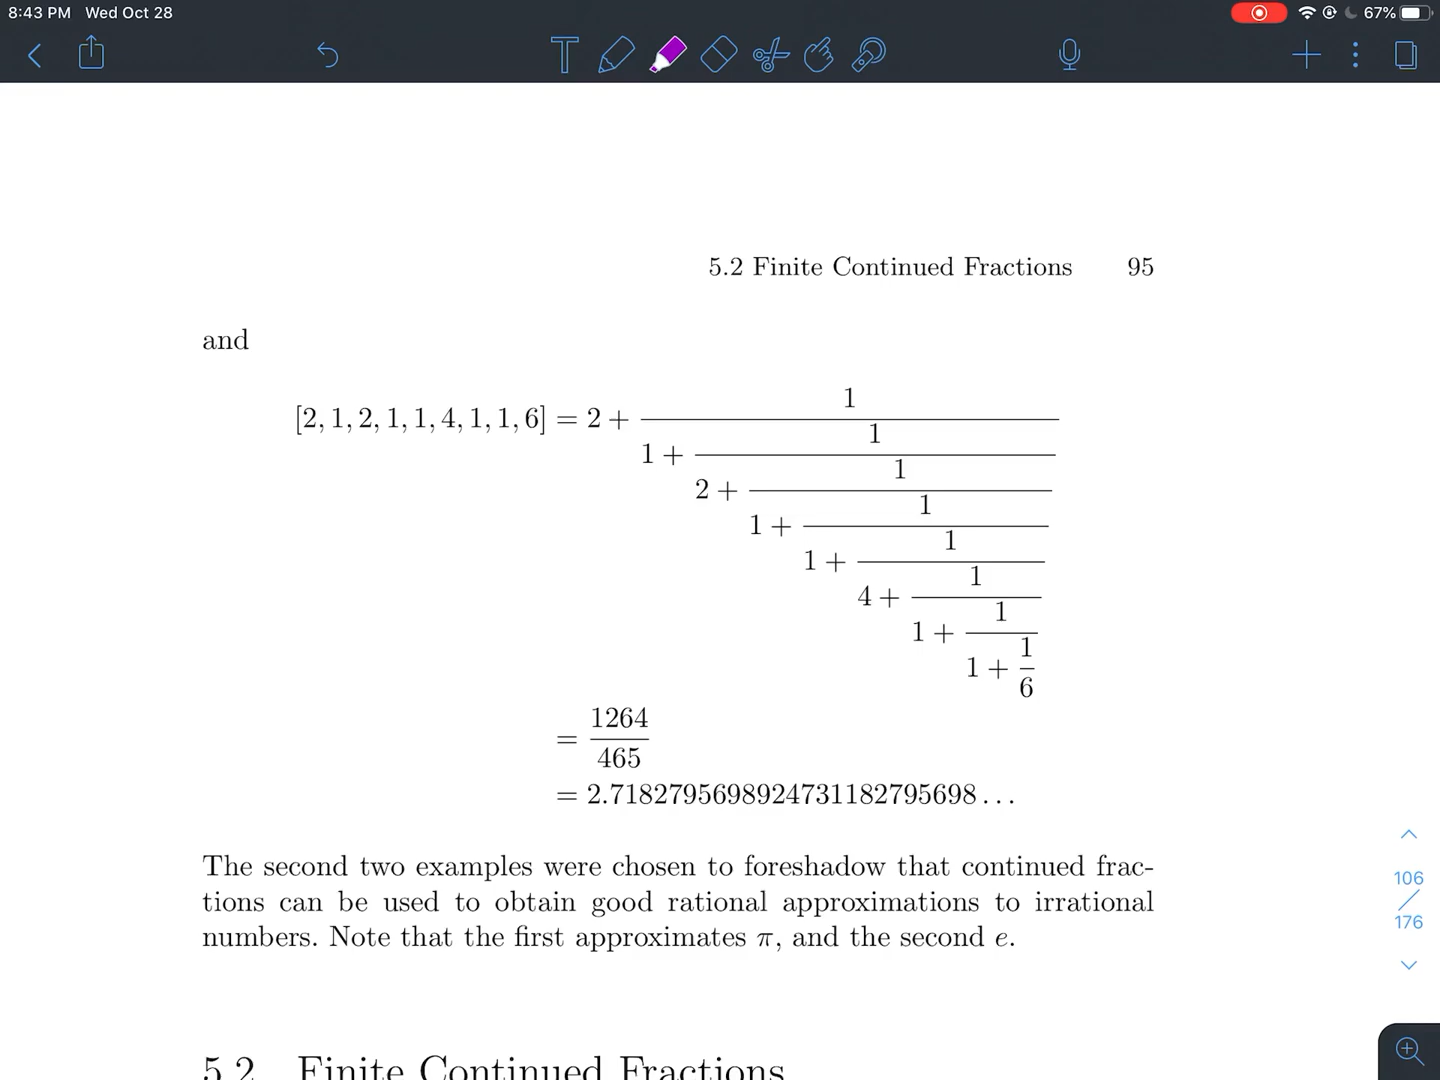 8:43 PM Wed Oct 28
67%
5.2 Finite Continued Fractions 95
and
[2, 1, 2, 1, 1, 4, 1, 1, 6] = 2 +
1
1 +
1
2 +
1
1 +
1
1 +
1
4 +
1
1 +
1
1 +
1
6
=
1264
465
= 2.7182795698924731182795698 . . .
The second two examples were chosen to foreshadow that continued frac-
tions can be used to obtain good rational approximations to irrational
numbers. Note that the first approximates π, and the second e.
106
/
176
5.2 Finite Continued Fractions